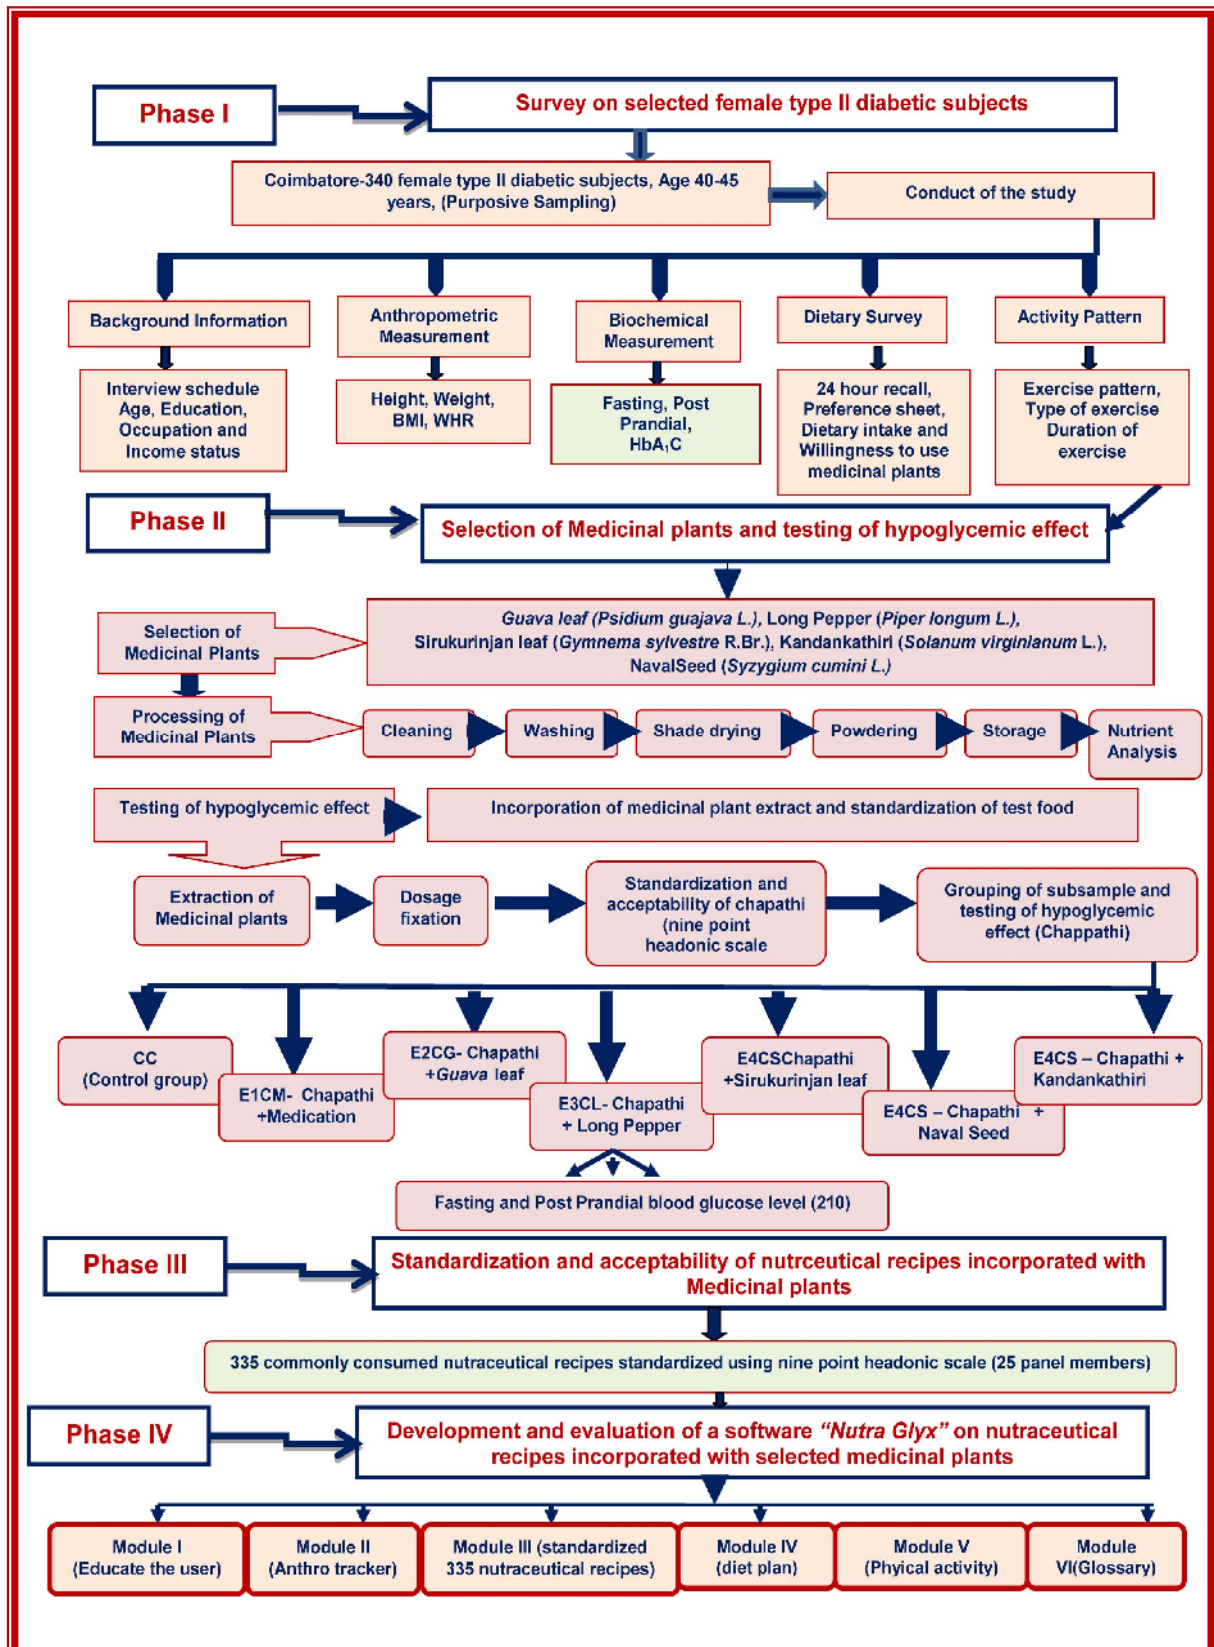 Phase I
Survey on selected female type II diabetic subjects
Coimbatore-340 female type II diabetic subjects, Age 40-45
years, (Purposive Sampling)
Conduct of the study
Background Information
Anthropometric
Measurement
Biochemical
Measurement
Dietary Survey
Activity Pattern
Interview schedule
Age, Education,
Occupation and
Income status
Height, Weight,
BMI, WHR
Fasting, Post
Prandial,
HbA₁C
24 hour recall,
Preference sheet,
Dietary intake and
Willingness to use
medicinal plants
Exercise pattern,
Type of exercise
Duration of
exercise
Phase II
Selection of Medicinal plants and testing of hypoglycemic effect
Selection of
Medicinal Plants
Guava leaf (Psidium guajava L.), Long Pepper (Piper longum L.),
Sirukurinjan leaf (Gymnema sylvestre R.Br.), Kandankathiri (Solanum virginianum L.),
NavalSeed (Syzygium cumini L.)
Processing of
Medicinal Plants
Cleaning
Washing
Shade drying
Powdering
Storage
Nutrient
Analysis
Testing of hypoglycemic effect
Incorporation of medicinal plant extract and standardization of test food
Extraction of
Medicinal plants
Dosage
fixation
Standardization and
acceptability of chapathi
(nine point
headonic scale
Grouping of subsample and
testing of hypoglycemic
effect (Chappathi)
CC
(Control group)
E1CM- Chapathi
+Medication
E2CG- Chapathi
+Guava leaf
E3CL- Chapathi
+ Long Pepper
E4CSChapathi
+Sirukurinjan leaf
E4CS – Chapathi +
Naval Seed
E4CS – Chapathi +
Kandankathiri
Fasting and Post Prandial blood glucose level (210)
Phase III
Standardization and acceptability of nutrceutical recipes incorporated with
Medicinal plants
335 commonly consumed nutraceutical recipes standardized using nine point headonic scale (25 panel members)
Phase IV
Development and evaluation of a software “Nutra Glyx” on nutraceutical
recipes incorporated with selected medicinal plants
Module I
(Educate the user)
Module II
(Anthro tracker)
Module III (standardized
335 nutraceutical recipes)
Module IV
(diet plan)
Module V
(Phyical activity)
Module
VI(Glossary)